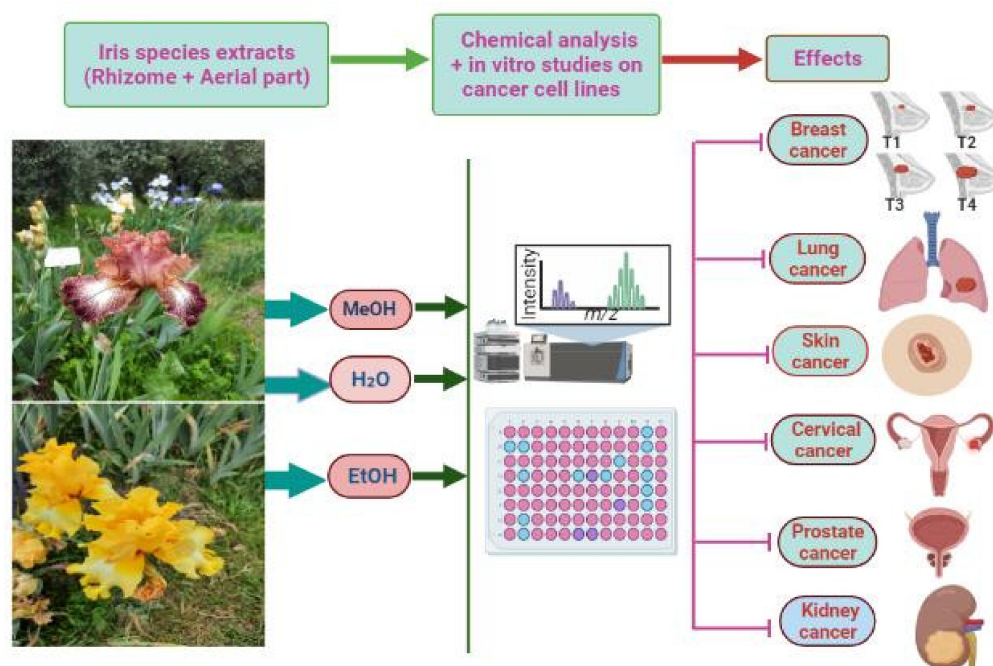 Iris species extracts
(Rhizome + Aerial part)
Chemical analysis
+ in vitro studies on
cancer cell lines
Effects
MeOH
H₂O
EtOH
Intensity
m/z
Breast
cancer
T1
T2
T3
T4
Lung
cancer
Skin
cancer
Cervical
cancer
Prostate
cancer
Kidney
cancer